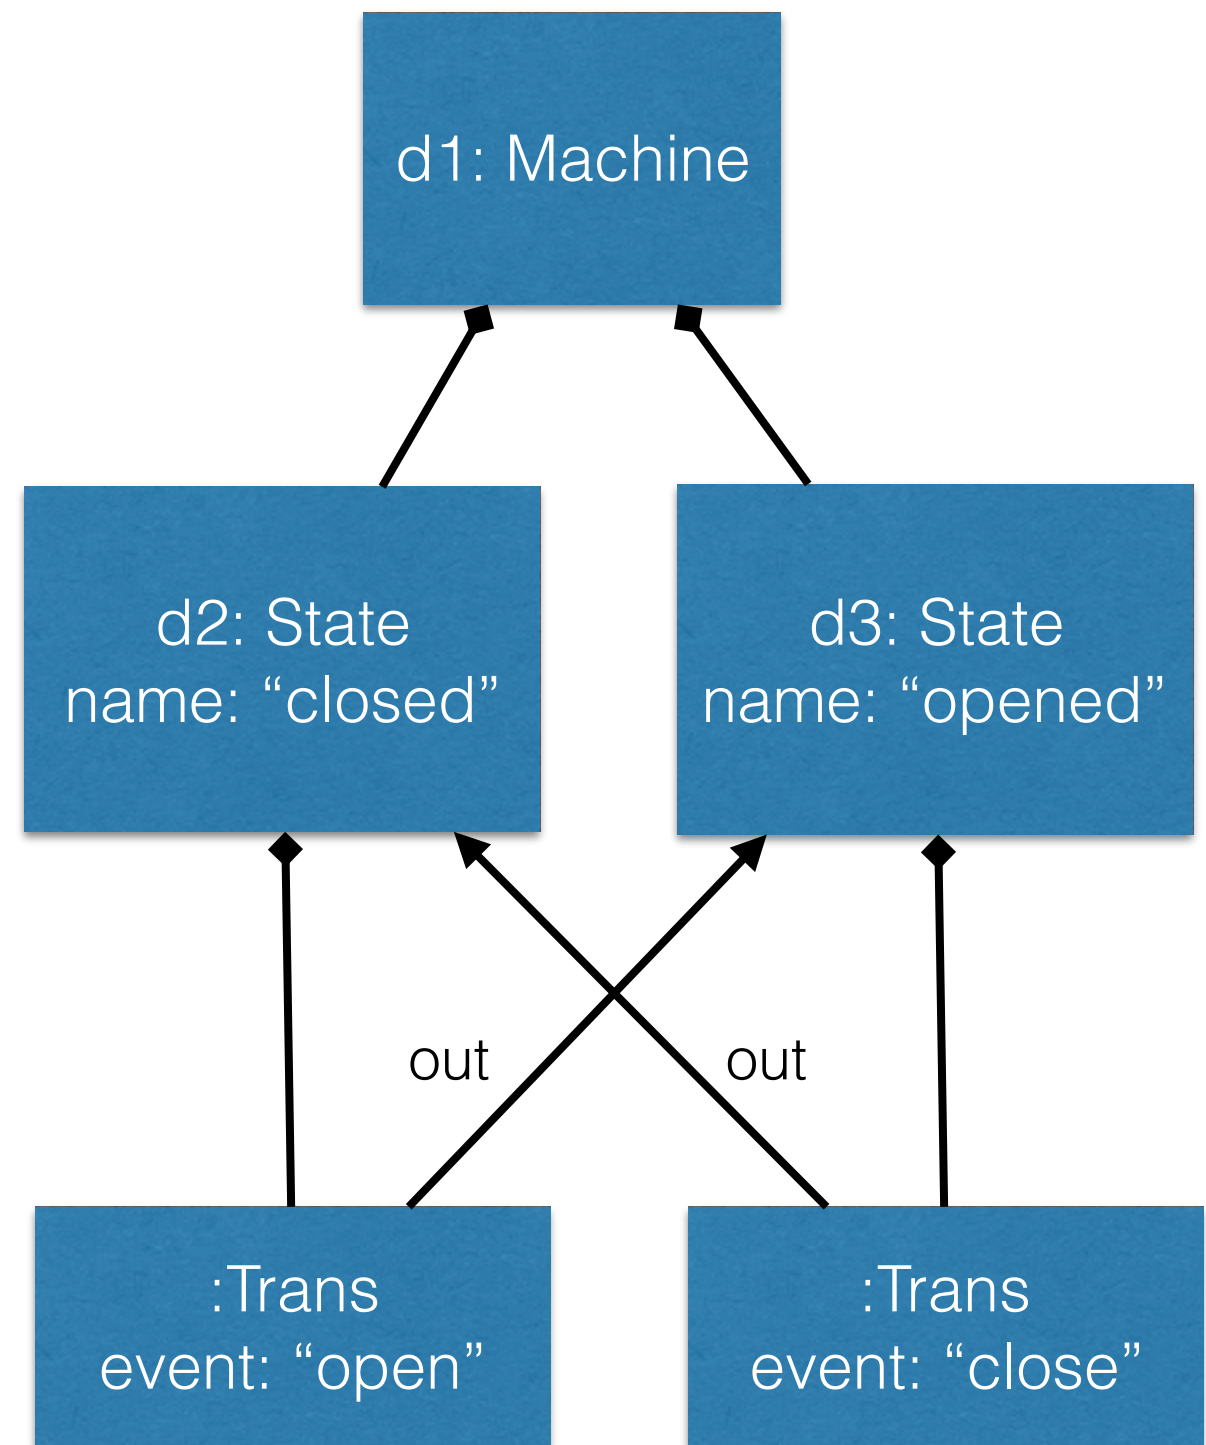 d1: Machine
d2: State
name: “closed”
d3: State
name: “opened”
out
out
:Trans
event: “open”
:Trans
event: “close”